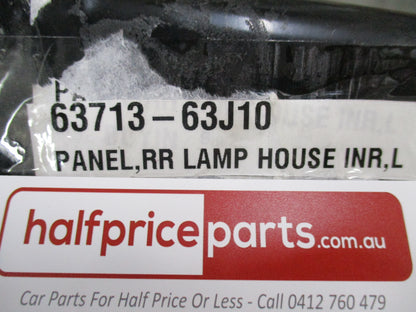 63713-63J10
PANEL,RR LAMP HOUSE INR,L
halfpriceparts.com.au
Car Parts For Half Price Or Less - Call 0412 760 479